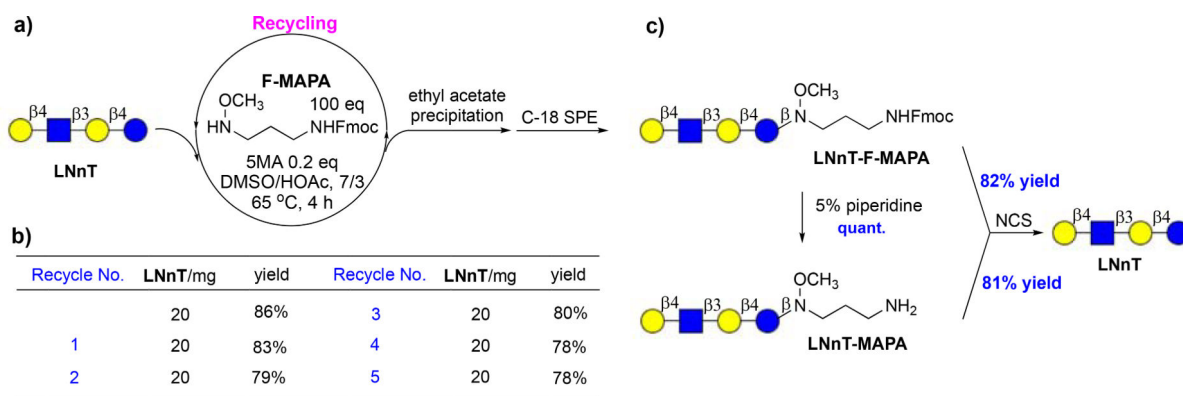 a)
Recycling
F-MAPA
OCH3
100 eq
HN
NHFmoc
5MA 0.2 eq
DMSO/HOAc, 7/3
65 °C, 4 h
β4 β3 β4
LNnT
ethyl acetate
precipitation
C-18 SPE
b)
Recycle No. LNnT/mg yield Recycle No. LNnT/mg yield
20 86% 3 20 80%
1 20 83% 4 20 78%
2 20 79% 5 20 78%
c)
OCH3
β4 β3 β4 β N
NHFmoc
LNnT-F-MAPA
5% piperidine
quant.
OCH3
β4 β3 β4 β N
NH2
LNnT-MAPA
82% yield
NCS
81% yield
β4 β3 β4
LNnT